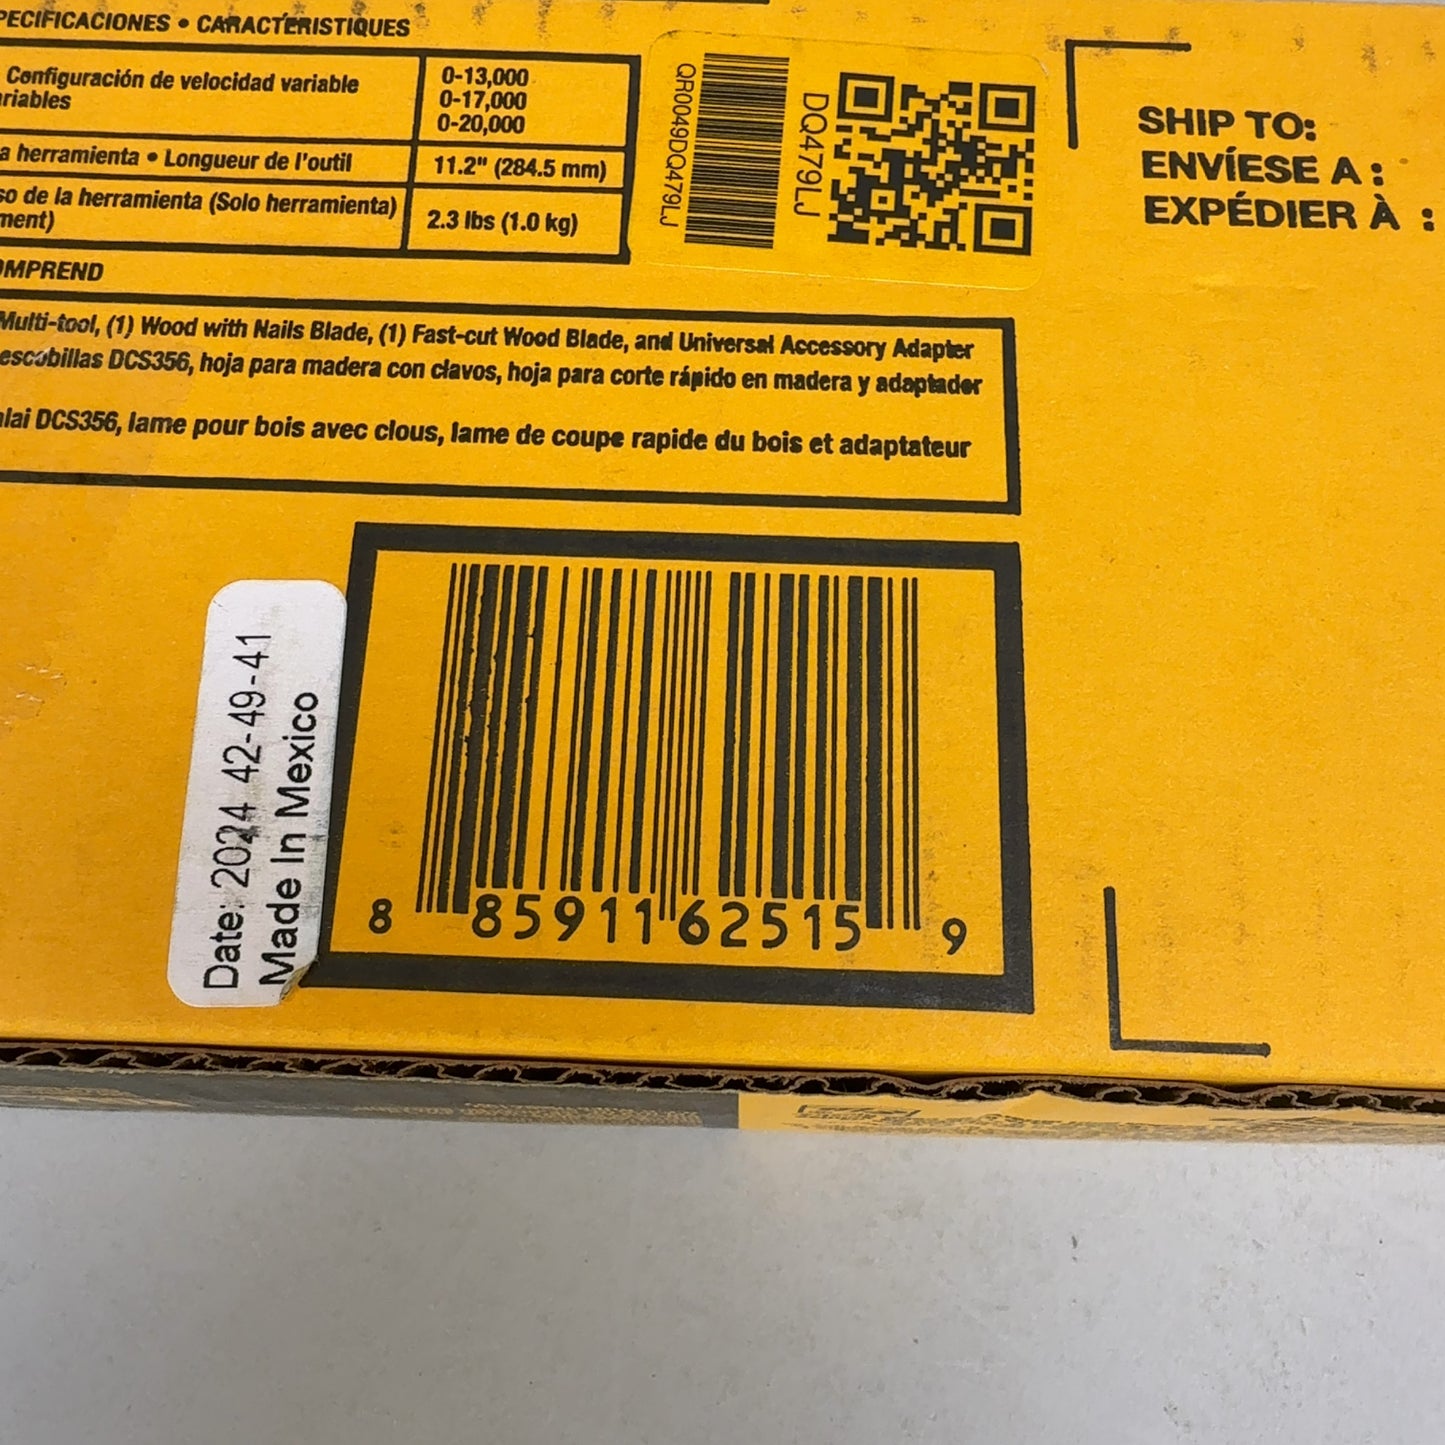 PECIFICACIONES • CARACTÉRISTIQUES
Configuración de velocidad variable
riables
0-13,000
0-17,000
0-20,000
a herramienta • Longueur de l'outil
11.2" (284.5 mm)
so de la herramienta (Solo herramienta)
ment)
2.3 lbs (1.0 kg)
OMPREND
Multi-tool, (1) Wood with Nails Blade, (1) Fast-cut Wood Blade, and Universal Accessory Adapter
escobillas DCS356, hoja para madera con clavos, hoja para corte rápido en madera y adaptador
lai DCS356, lame pour bois avec clous, lame de coupe rapide du bois et adaptateur
QR0049DQ479LJ
DQ479LJ
SHIP TO:
ENVÍESE A :
EXPÉDIER À :
Date: 2024 42-49-41
Made In Mexico
8 85911 62515 9